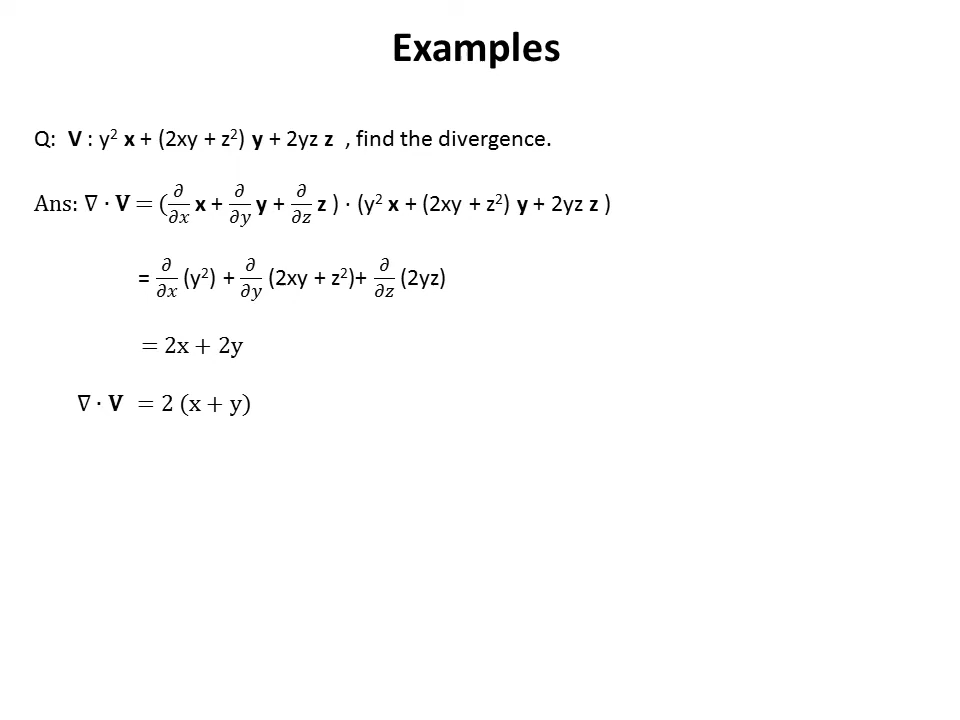 Examples
Q: V : y² x + (2xy + z²) y + 2yz z , find the divergence.
Ans: ∇ · V = (∂/∂x x + ∂/∂y y + ∂/∂z z ) · (y² x + (2xy + z²) y + 2yz z )
= ∂/∂x (y²) + ∂/∂y (2xy + z²)+ ∂/∂z (2yz)
= 2x + 2y
∇ · V = 2 (x + y)